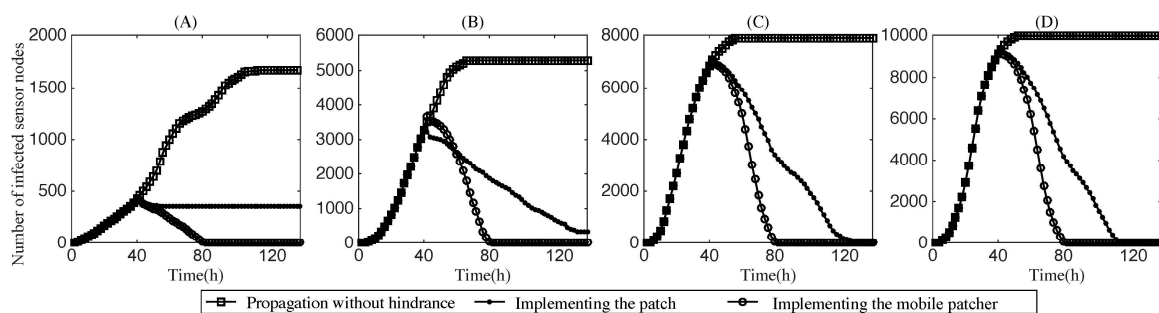 (A)
(B)
(C)
(D)
Number of infected sensor nodes
2000
1500
1000
500
0
0 40 80 120
Time(h)
6000
5000
4000
3000
2000
1000
0
0 40 80 120
Time(h)
8000
6000
4000
2000
0
0 40 80 120
Time(h)
10000
8000
6000
4000
2000
0
0 40 80 120
Time(h)
Propagation without hindrance
Implementing the patch
Implementing the mobile patcher